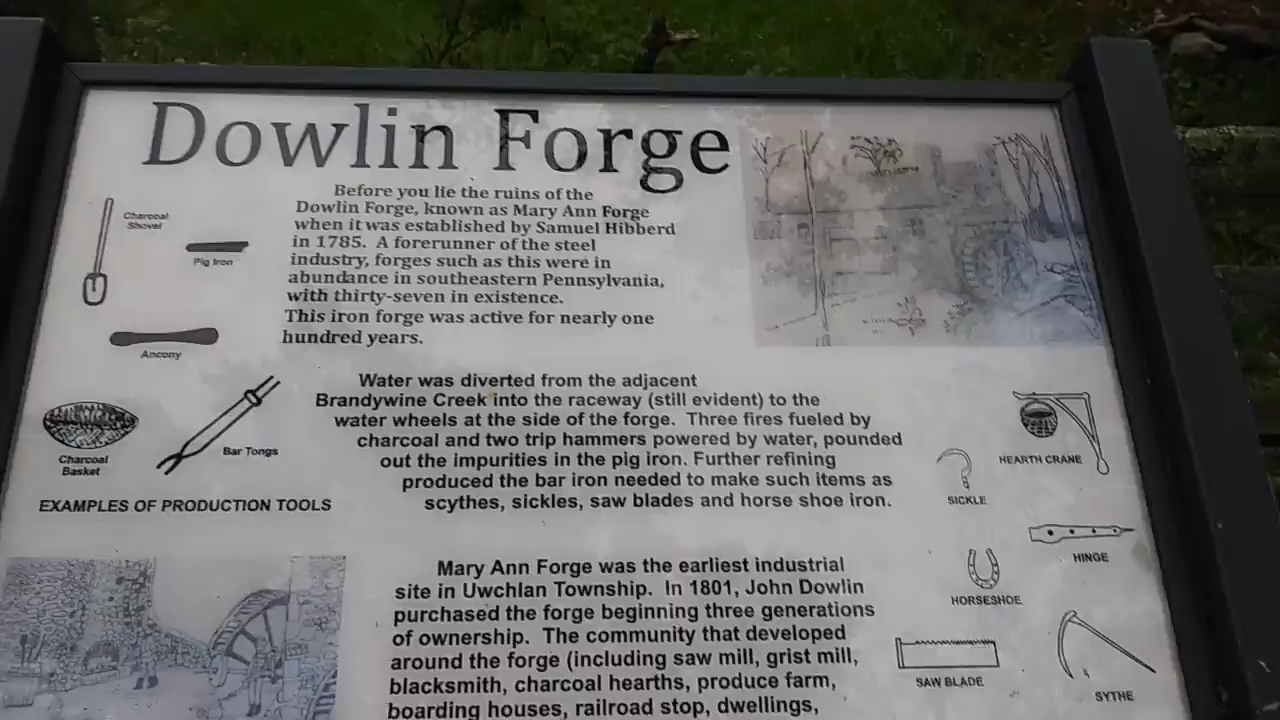 Dowlin Forge
Before you lie the ruins of the
Dowlin Forge, known as Mary Ann Forge
when it was established by Samuel Hibberd
in 1785. A forerunner of the steel
industry, forges such as this were in
abundance in southeastern Pennsylvania,
with thirty-seven in existence.
This iron forge was active for nearly one
hundred years.
Charcoal
Shovel
Pig Iron
Ancony
Charcoal
Basket
Bar Tongs
EXAMPLES OF PRODUCTION TOOLS
Water was diverted from the adjacent
Brandywine Creek into the raceway (still evident) to the
water wheels at the side of the forge. Three fires fueled by
charcoal and two trip hammers powered by water, pounded
out the impurities in the pig iron. Further refining
produced the bar iron needed to make such items as
scythes, sickles, saw blades and horse shoe iron.
HEARTH CRANE
SICKLE
HINGE
HORSESHOE
SAW BLADE
SYTHE
Mary Ann Forge was the earliest industrial
site in Uwchlan Township. In 1801, John Dowlin
purchased the forge beginning three generations
of ownership. The community that developed
around the forge (including saw mill, grist mill,
blacksmith, charcoal hearths, produce farm,
boarding houses, railroad stop, dwellings,